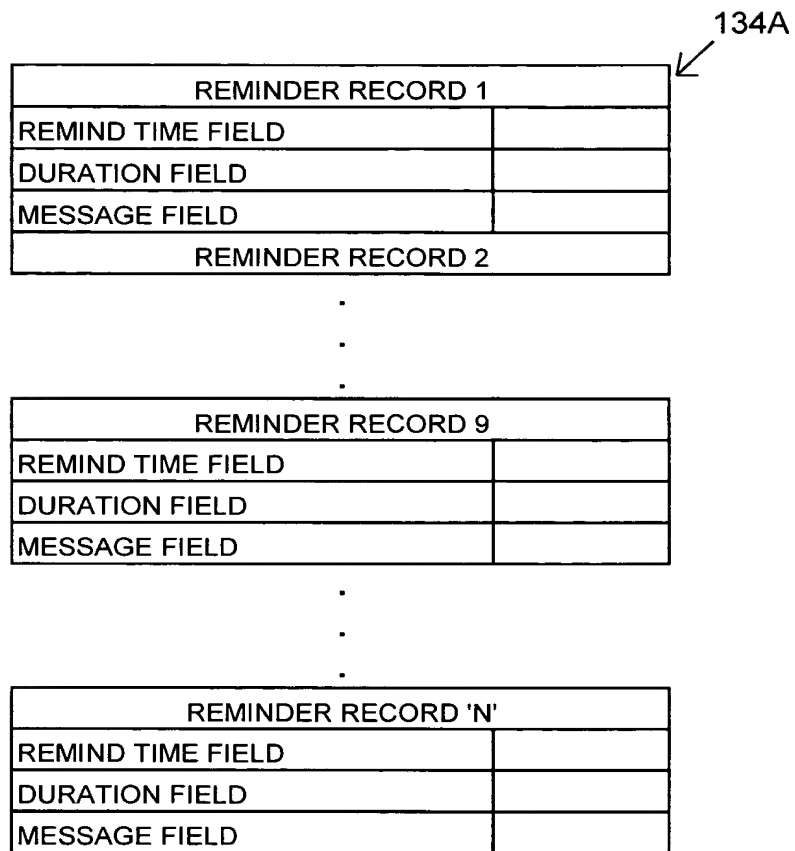 134A
REMINDER RECORD 1
REMIND TIME FIELD
DURATION FIELD
MESSAGE FIELD
REMINDER RECORD 2
.
.
.
REMINDER RECORD 9
REMIND TIME FIELD
DURATION FIELD
MESSAGE FIELD
.
.
.
REMINDER RECORD 'N'
REMIND TIME FIELD
DURATION FIELD
MESSAGE FIELD